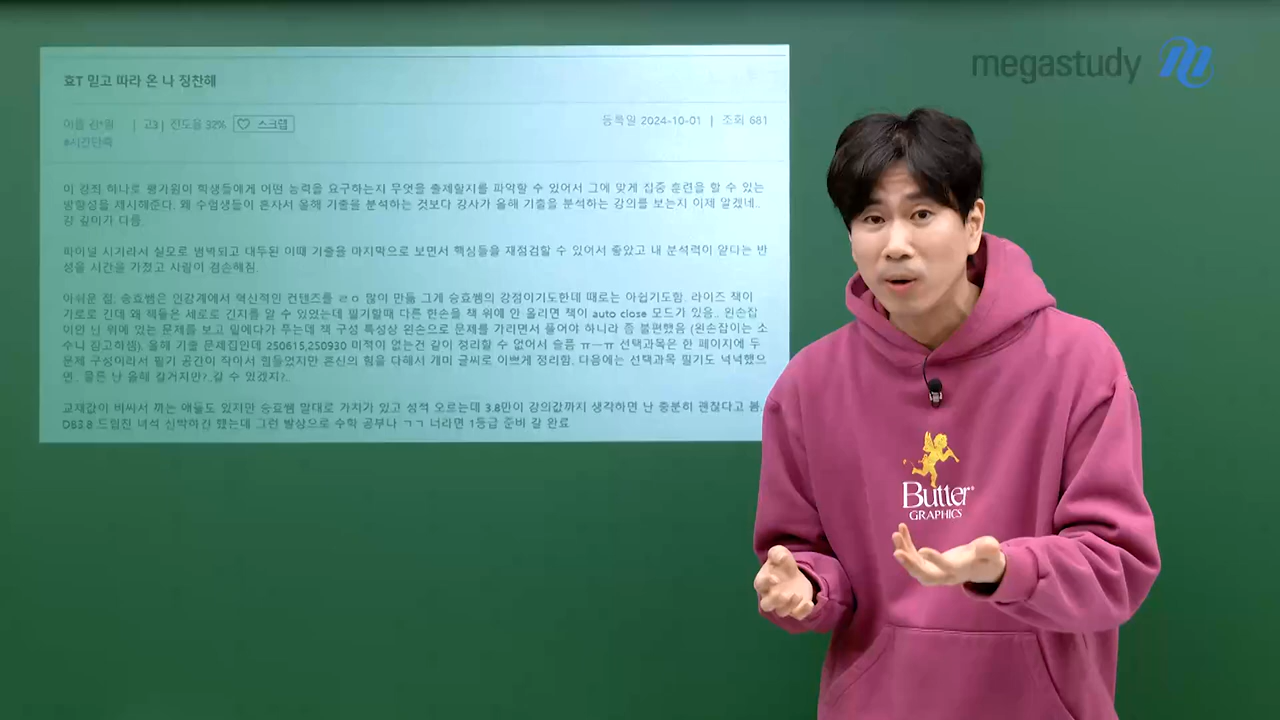 megastudy
효T 믿고 따라 온 나 칭찬해
이름 김*원 | 고3 | 진도율 32% ♡ 스크랩
등록일 2024-10-01 | 조회 681
#시간단축
이 강좌 하나로 평가원이 학생들에게 어떤 능력을 요구하는지 무엇을 출제할지를 파악할 수 있어서 그에 맞게 집중 훈련을 할 수 있는
방향성을 제시해준다. 왜 수험생들이 혼자서 올해 기출을 분석하는 것보다 강사가 올해 기출을 분석하는 강의를 보는지 이제 알겠네..
걍 깊이가 다름.
파이널 시기라서 실모로 범벅되고 대두된 이때 기출을 마지막으로 보면서 핵심들을 재점검할 수 있어서 좋았고 내 분석력이 얕다는 반
성을 시간을 가졌고 사람이 겸손해짐.
아쉬운 점, 승효쌤은 인강계에서 혁신적인 컨텐츠를 ㄹㅇ 많이 만듦 그게 승효쌤의 강점이기도한데 때로는 아쉽기도함. 라이즈 책이
가로로 긴데 왜 책들은 세로로 긴지를 알 수 있었는데 필기할때 다른 한손을 책 위에 안 올리면 책이 auto close 모드가 있음.. 왼손잡
이인 난 위에 있는 문제를 보고 밑에다가 푸는데 책 구성 특성상 왼손으로 문제를 가리면서 풀어야 하니라 좀 불편했음 (왼손잡이는 소
수니 참고하셈). 올해 기출 문제집인데 250615,250930 미적이 없는건 같이 정리할 수 없어서 슬픔 ㅠㅡㅠ 선택과목은 한 페이지에 두
문제 구성이라서 필기 공간이 작아서 힘들었지만 혼신의 힘을 다해서 개미 글씨로 이쁘게 정리함. 다음에는 선택과목 필기도 넉넉했으
면.. 물론 난 올해 갈거지만?..갈 수 있겠지?..
교재값이 비싸서 까는 얘들도 있지만 승효쌤 말대로 가치가 있고 성적 오르는데 3.8만이 강의값까지 생각하면 난 충분히 괜찮다고 봄.
DB3.8 드립친 녀석 신박하긴 했는데 그런 발상으로 수학 공부나 ㄱㄱ 너라면 1등급 준비 갈 완료
Butter
GRAPHICS